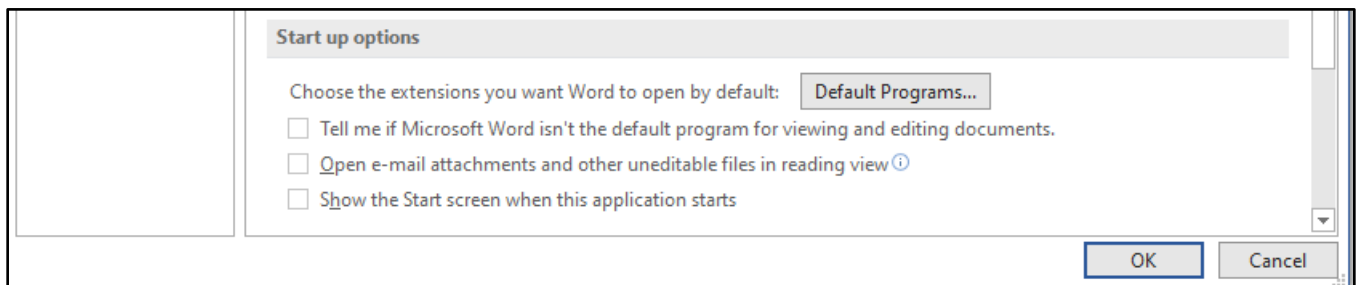 Start up options
Choose the extensions you want Word to open by default: Default Programs...
Tell me if Microsoft Word isn't the default program for viewing and editing documents.
Open e-mail attachments and other uneditable files in reading view
Show the Start screen when this application starts
OK Cancel